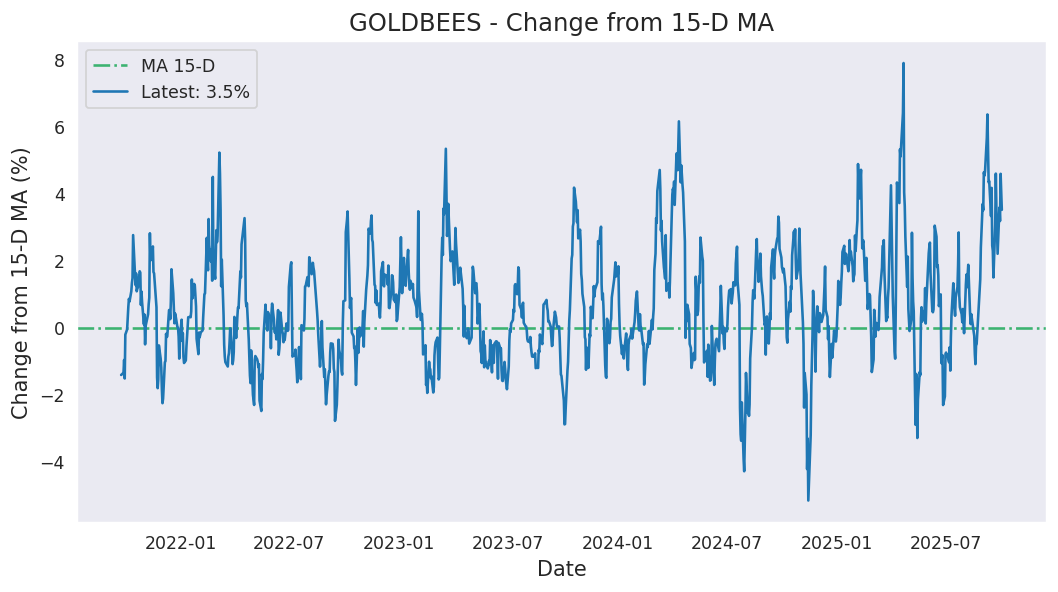 GOLDBEES - Change from 15-D MA
MA 15-D
Latest: 3.5%
Change from 15-D MA (%)
8
6
4
2
0
−2
−4
2022-01 2022-07 2023-01 2023-07 2024-01 2024-07 2025-01 2025-07
Date